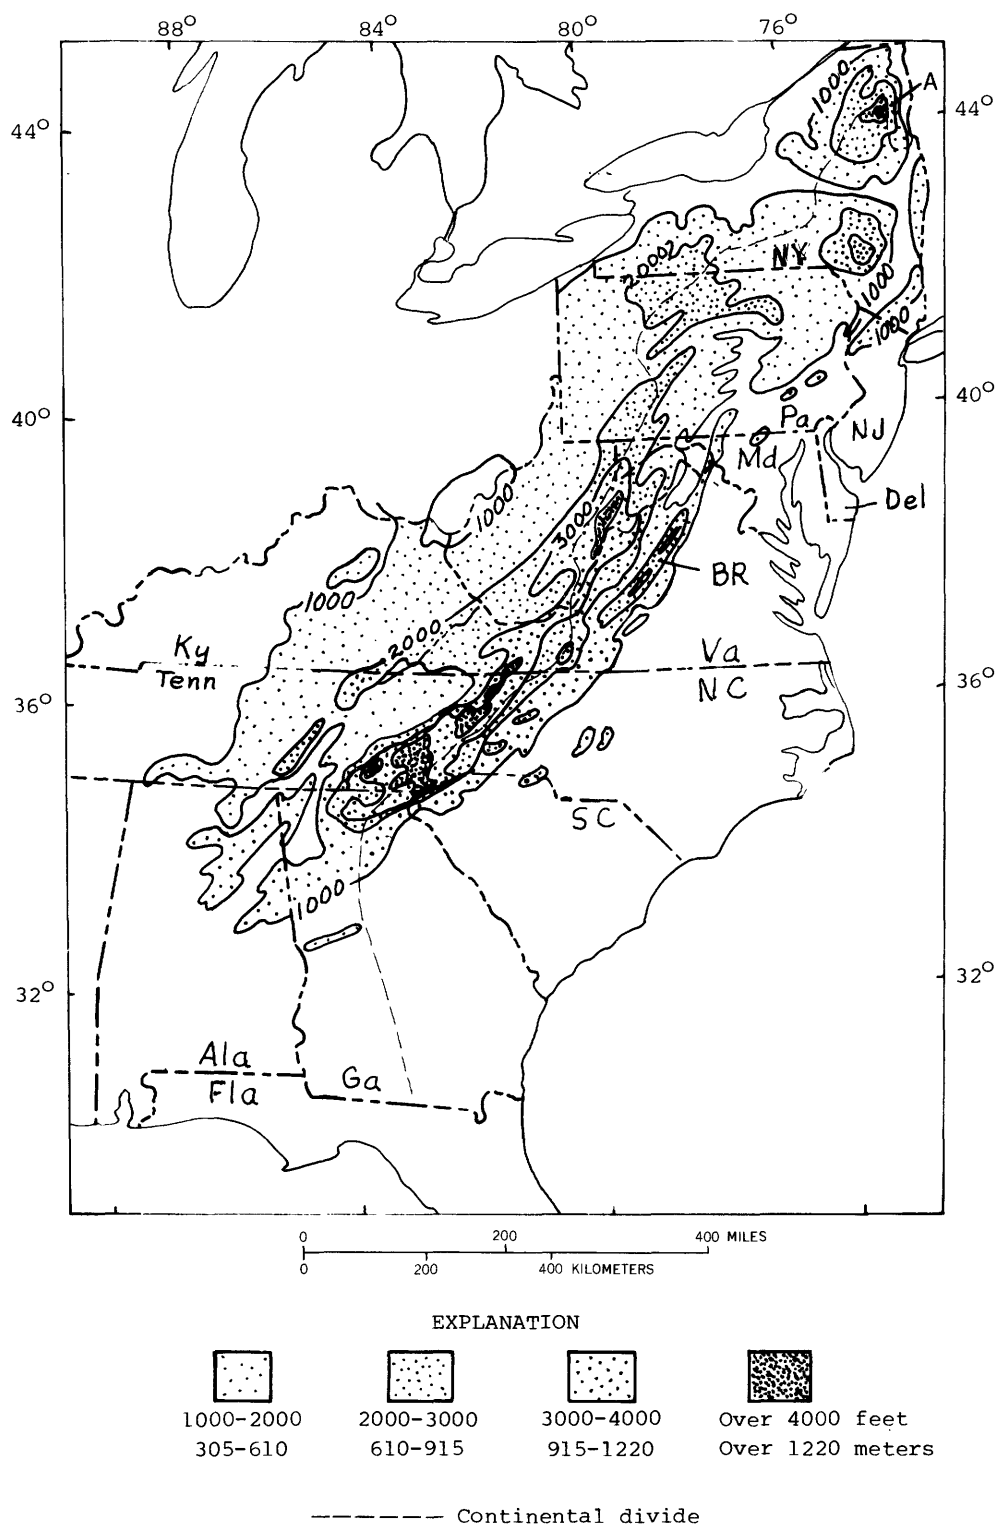 88° 84° 80° 76°
1000
A
44° 44°
2000
NY
1000
1000
40° 40°
Pa
NJ
Md
1000
Del
3000
BR
1000
2000
Ky
Va
Tenn
NC
36° 36°
SC
1000
32° 32°
Ala
Fla
Ga
0 200 400 MILES
0 200 400 KILOMETERS
EXPLANATION
1000-2000 2000-3000 3000-4000 Over 4000 feet
305-610 610-915 915-1220 Over 1220 meters
Continental divide